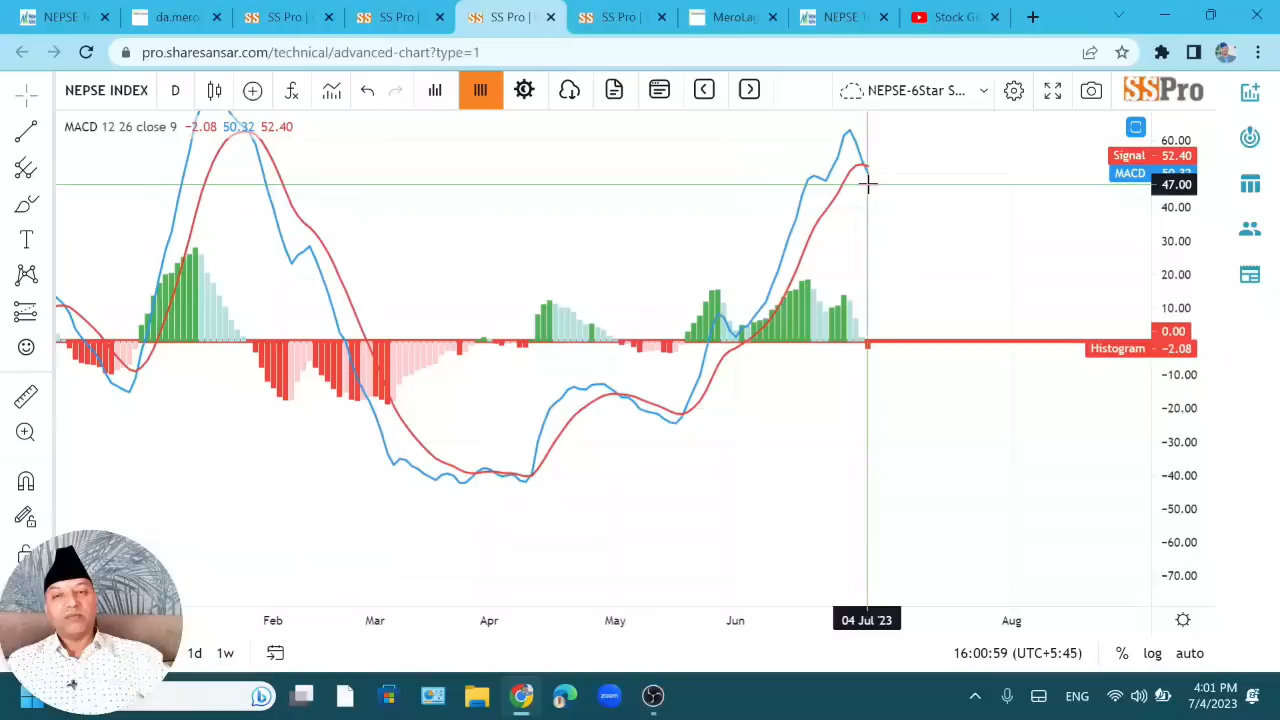 NEPSE Te
da.mero
SS Pro |
SS Pro |
SS Pro |
SS Pro |
MeroLag
NEPSE 1
Stock G
pro.sharesansar.com/technical/advanced-chart?type=1
NEPSE INDEX
D
NEPSE-6Star S...
SSPro
MACD 12 26 close 9 −2.08 50.32 52.40
60.00
Signal 52.40
MACD 50.32
47.00
40.00
30.00
20.00
10.00
0.00
Histogram −2.08
−10.00
−20.00
−30.00
−40.00
−50.00
−60.00
−70.00
Feb
Mar
Apr
May
Jun
04 Jul '23
Aug
1d
1w
16:00:59 (UTC+5:45)
%
log
auto
zoom
ENG
4:01 PM
7/4/2023